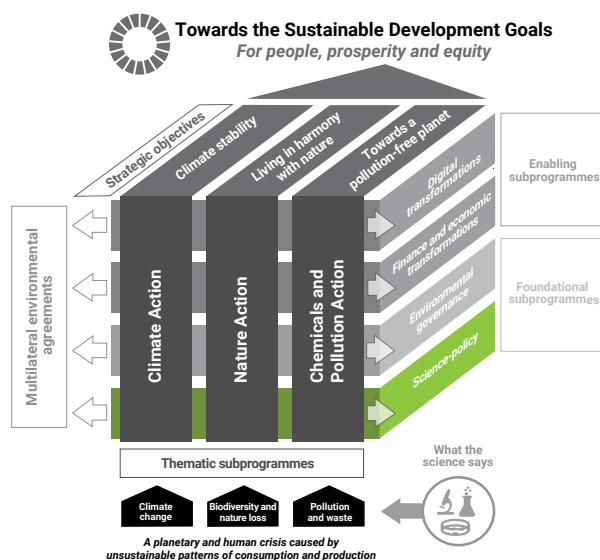 Towards the Sustainable Development Goals
For people, prosperity and equity
Strategic objectives
Climate stability
Living in harmony
with nature
Towards a
pollution-free planet
Digital
transformations
Finance and economic
transformations
Environmental
governance
Science-policy
Enabling
subprogrammes
Foundational
subprogrammes
Multilateral environmental
agreements
Climate Action
Nature Action
Chemicals and
Pollution Action
Thematic subprogrammes
What the
science says
Climate
change
Biodiversity and
nature loss
Pollution
and waste
A planetary and human crisis caused by
unsustainable patterns of consumption and production